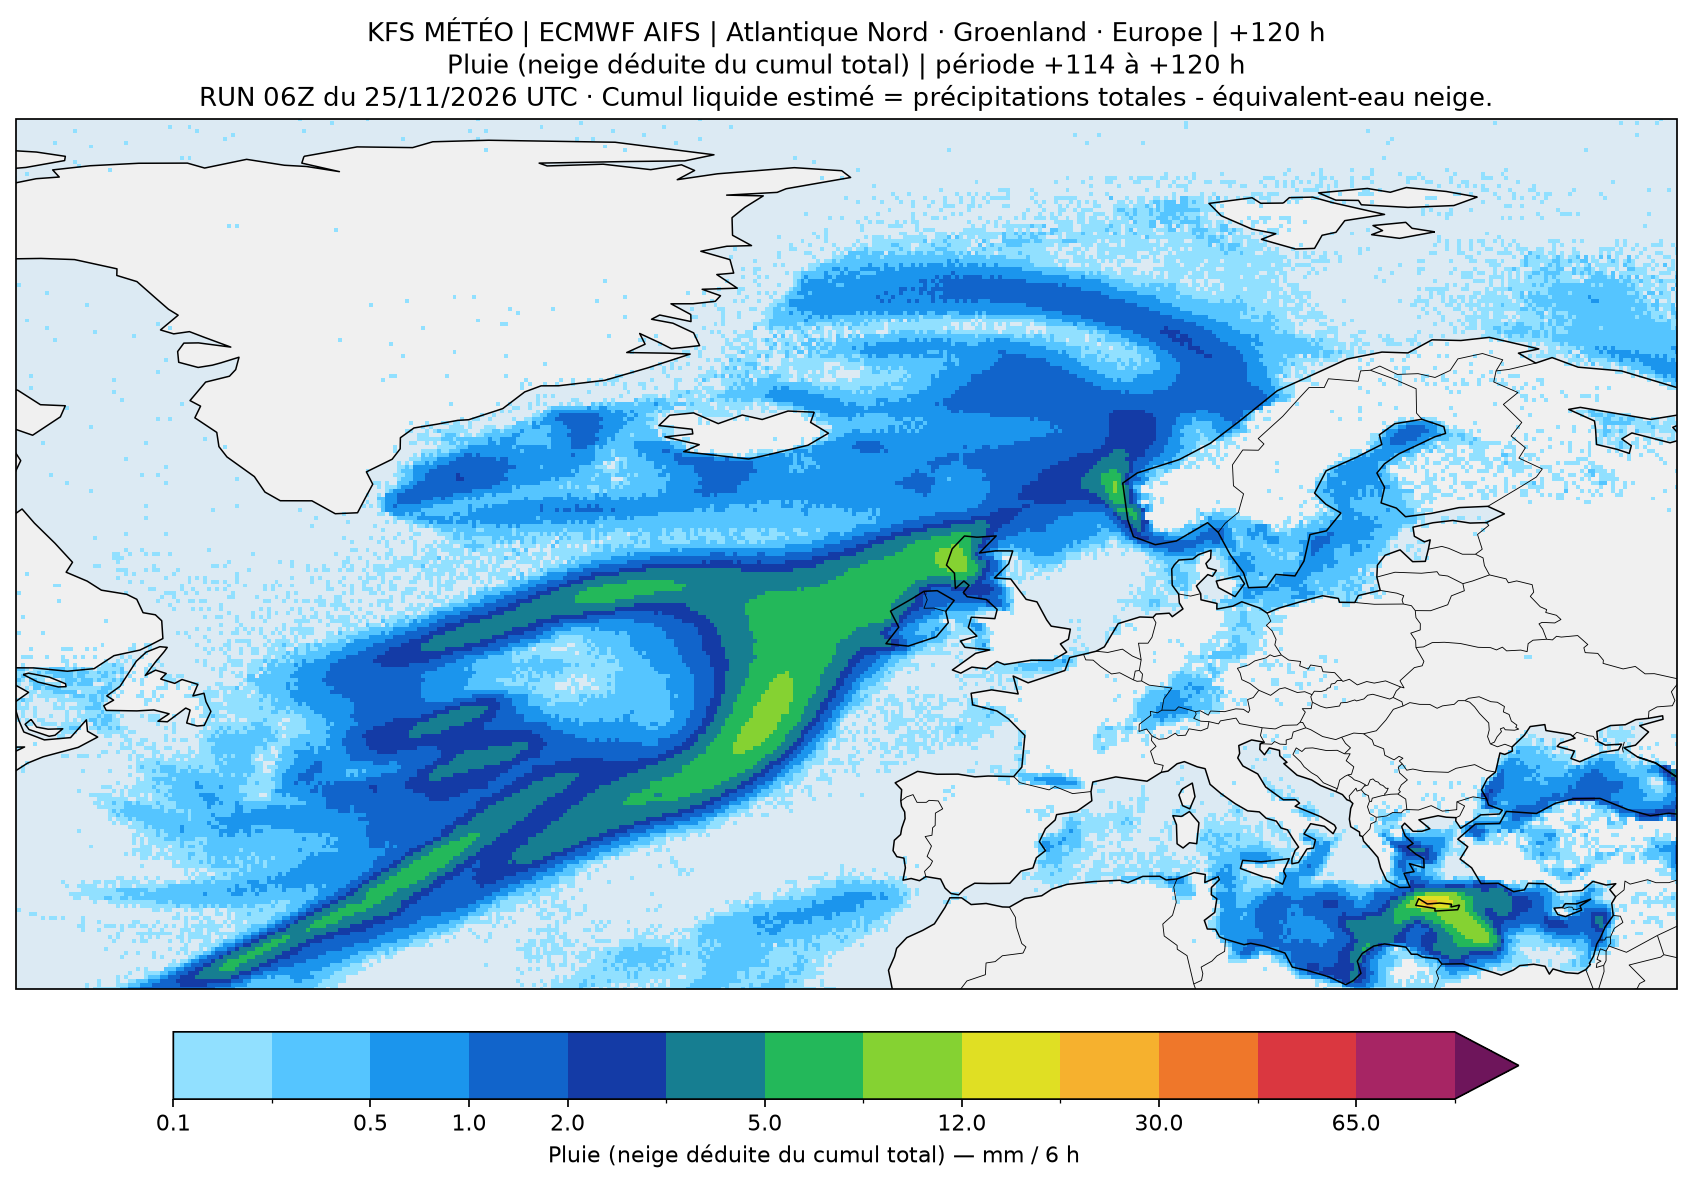 KFS MÉTÉO | ECMWF AIFS | Atlantique Nord · Groenland · Europe | +120 h
Pluie (neige déduite du cumul total) | période +114 à +120 h
RUN 06Z du 25/11/2026 UTC · Cumul liquide estimé = précipitations totales - équivalent-eau neige.
0.1 0.5 1.0 2.0 5.0 12.0 30.0 65.0
Pluie (neige déduite du cumul total) — mm / 6 h